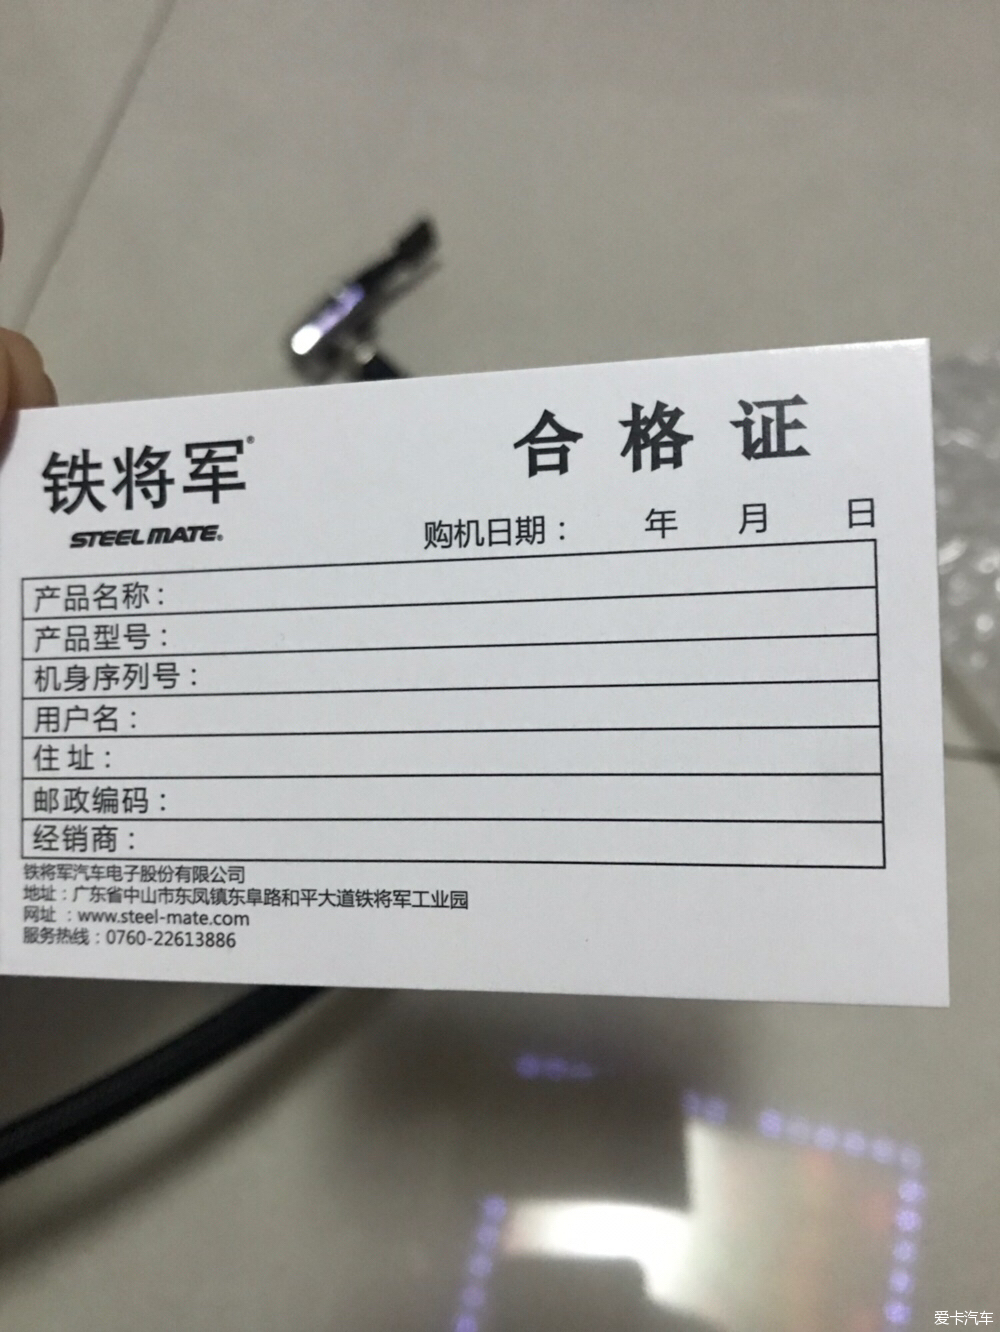 铁将军®
STEEL MATE®
合格证
购机日期： 年 月 日
产品名称：
产品型号：
机身序列号：
用户名：
住址：
邮政编码：
经销商：
铁将军汽车电子股份有限公司
地址：广东省中山市东凤镇东阜路和平大道铁将军工业园
网址：www.steel-mate.com
服务热线：0760-22613886
爱卡汽车